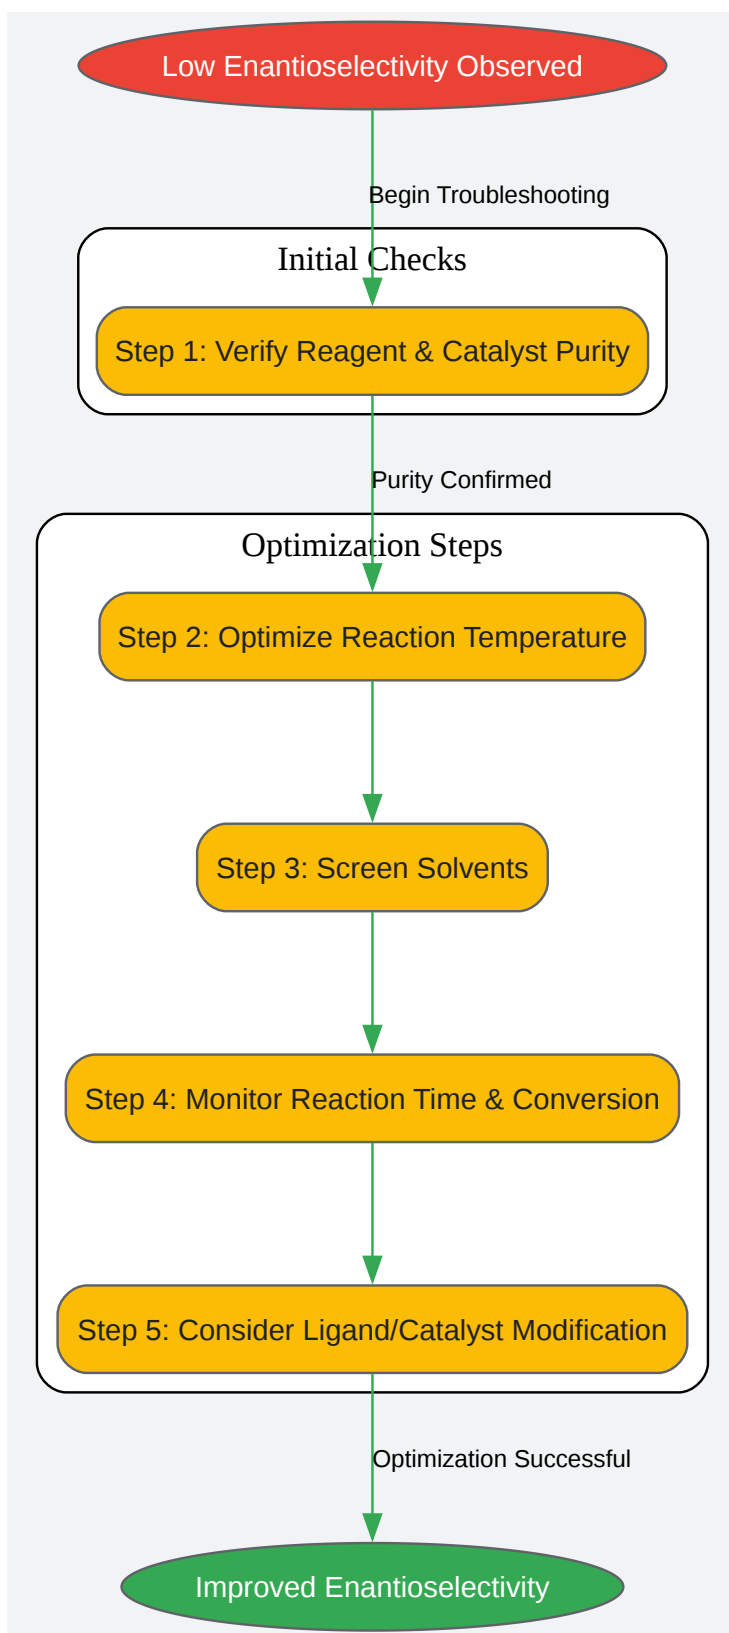 Low Enantioselectivity Observed
Begin Troubleshooting
Initial Checks
Step 1: Verify Reagent & Catalyst Purity
Purity Confirmed
Optimization Steps
Step 2: Optimize Reaction Temperature
Step 3: Screen Solvents
Step 4: Monitor Reaction Time & Conversion
Step 5: Consider Ligand/Catalyst Modification
Optimization Successful
Improved Enantioselectivity